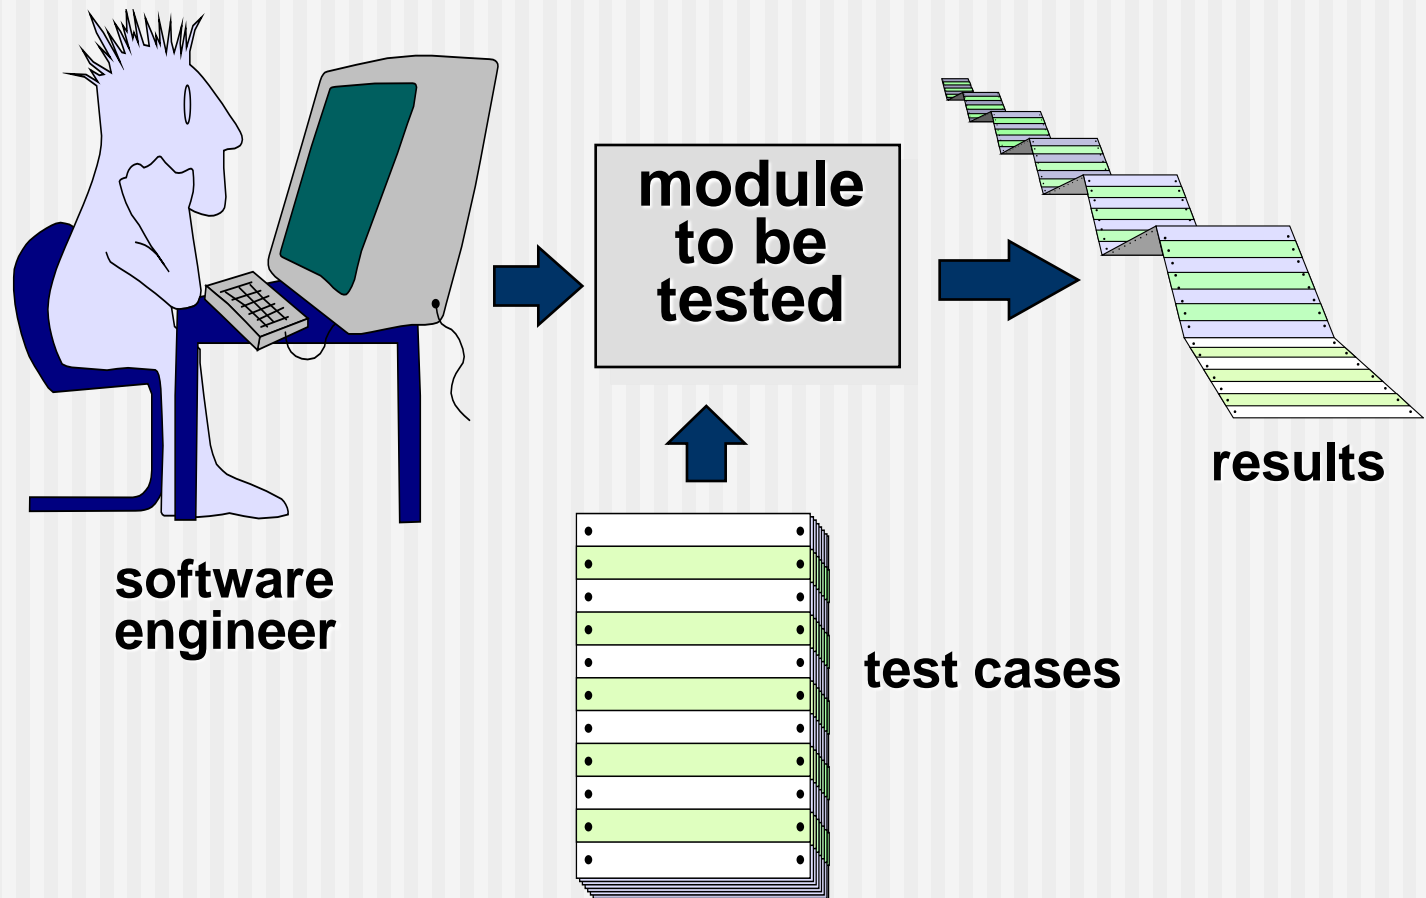 module
to be
tested
results
software
engineer
test cases